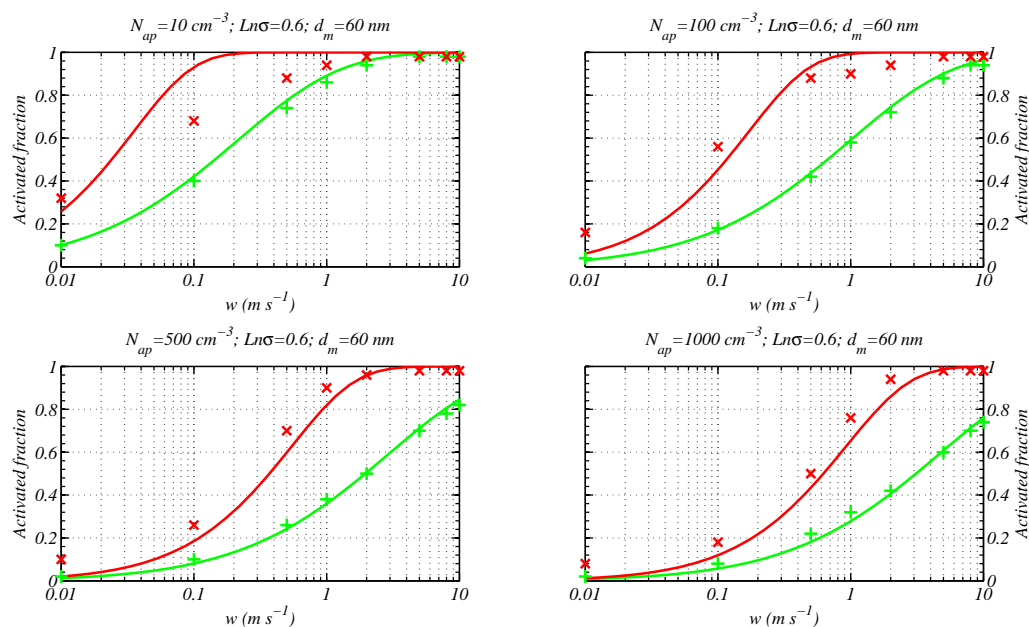 N_ap=10 cm^−3; Lnσ=0.6; d_m=60 nm
Activated fraction
1
0.8
0.6
0.4
0.2
0
0.01 0.1 1 10
w (m s^−1)
N_ap=100 cm^−3; Lnσ=0.6; d_m=60 nm
1
0.8
0.6
0.4
0.2
0
Activated fraction
0.01 0.1 1 10
w (m s^−1)
N_ap=500 cm^−3; Lnσ=0.6; d_m=60 nm
Activated fraction
1
0.8
0.6
0.4
0.2
0
0.01 0.1 1 10
w (m s^−1)
N_ap=1000 cm^−3; Lnσ=0.6; d_m=60 nm
1
0.8
0.6
0.4
0.2
0
Activated fraction
0.01 0.1 1 10
w (m s^−1)